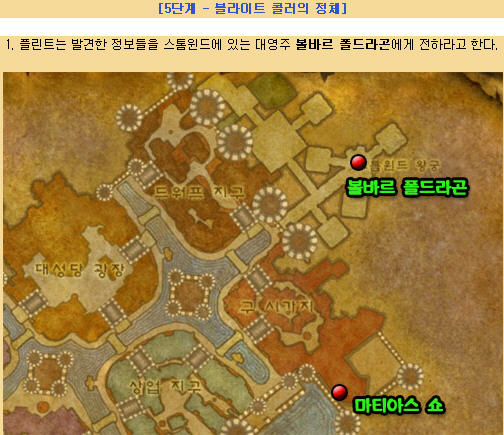 [5단계 - 블라이트 콜러의 정체]
1. 플린트는 발견한 정보들을 스톰윈드에 있는 대영주 볼바르 폴드라곤에게 전하라고 한다.
드워프 지구
볼바르 폴드라곤
대성당 광장
구 시가지
상업 지구
마티아스 쇼